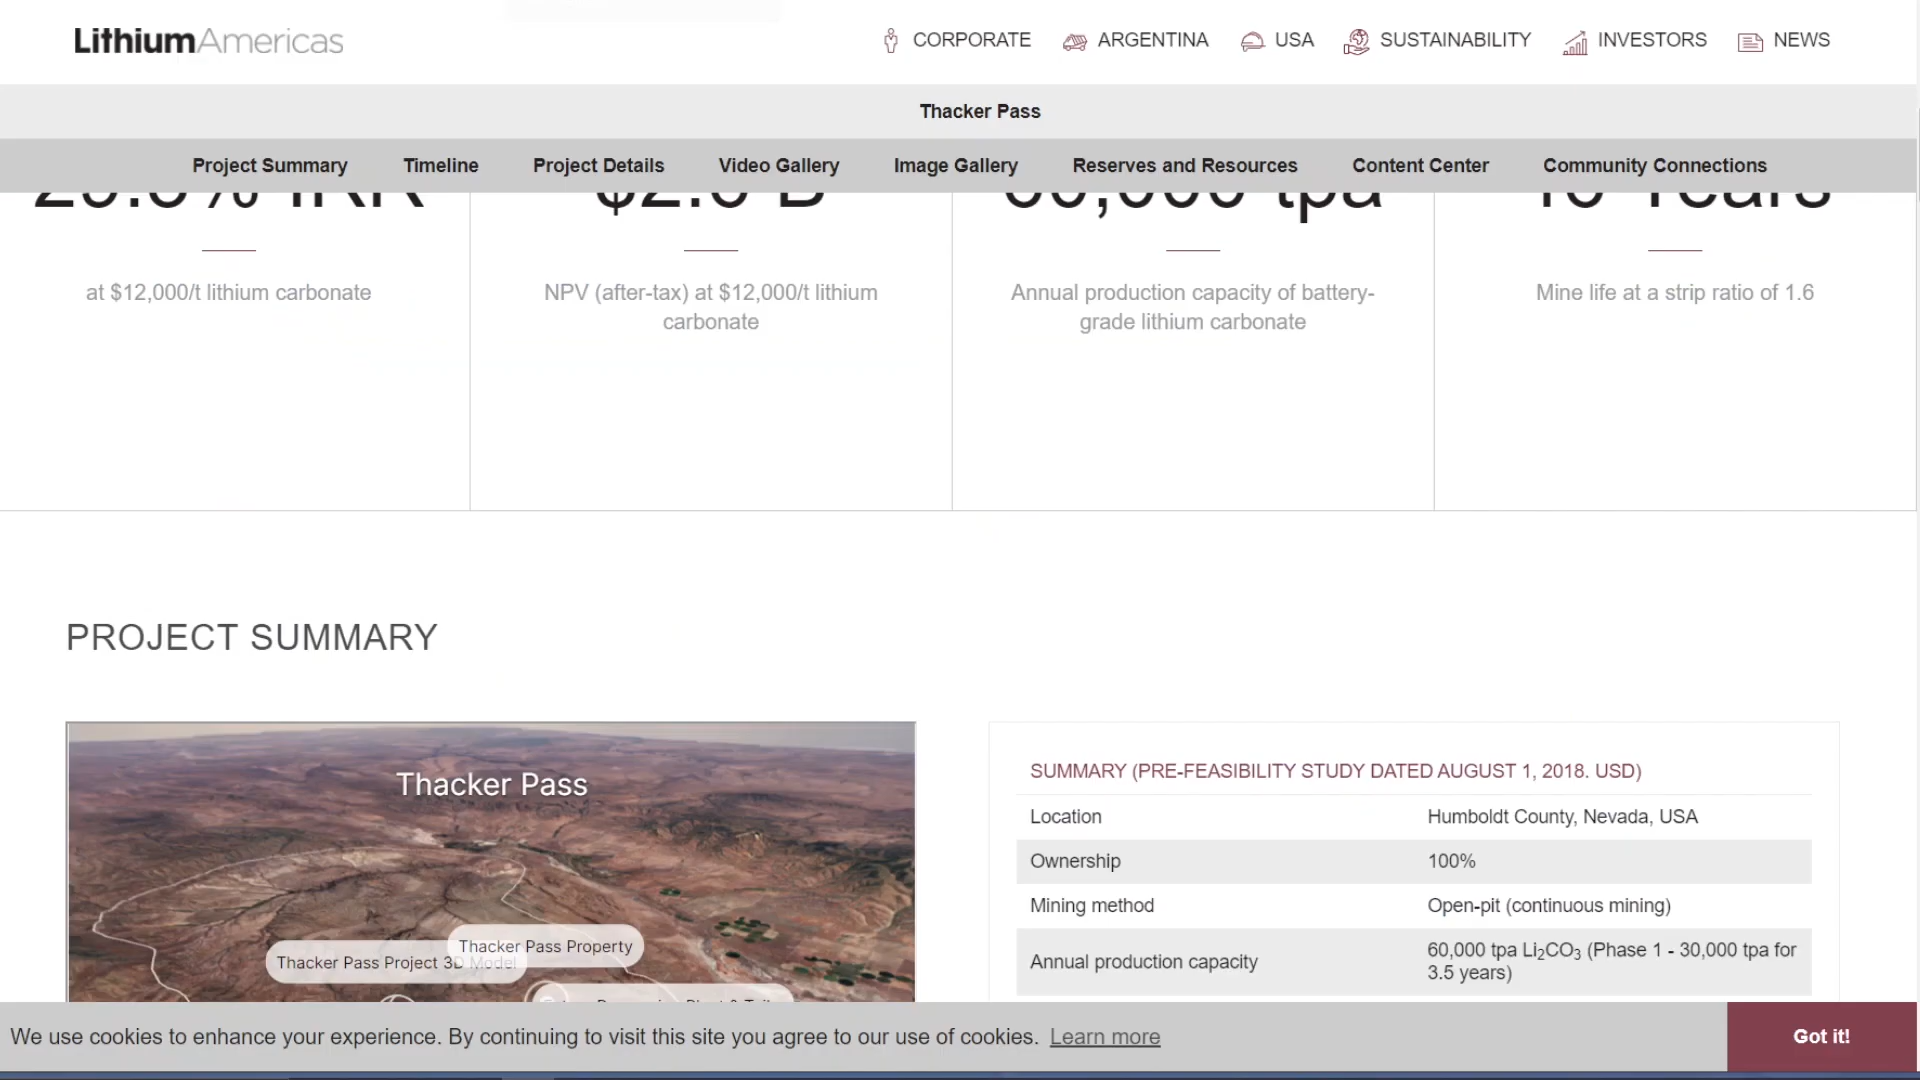 LithiumAmericas
CORPORATE ARGENTINA USA SUSTAINABILITY INVESTORS NEWS
Thacker Pass
Project Summary Timeline Project Details Video Gallery Image Gallery Reserves and Resources Content Center Community Connections
60,000 tpa
at $12,000/t lithium carbonate
NPV (after-tax) at $12,000/t lithium
carbonate
Annual production capacity of battery-
grade lithium carbonate
Mine life at a strip ratio of 1.6
PROJECT SUMMARY
Thacker Pass
Thacker Pass Property
Thacker Pass Project 3D Model
SUMMARY (PRE-FEASIBILITY STUDY DATED AUGUST 1, 2018. USD)
Location Humboldt County, Nevada, USA
Ownership 100%
Mining method Open-pit (continuous mining)
Annual production capacity 60,000 tpa Li₂CO₃ (Phase 1 - 30,000 tpa for
3.5 years)
We use cookies to enhance your experience. By continuing to visit this site you agree to our use of cookies. Learn more
Got it!